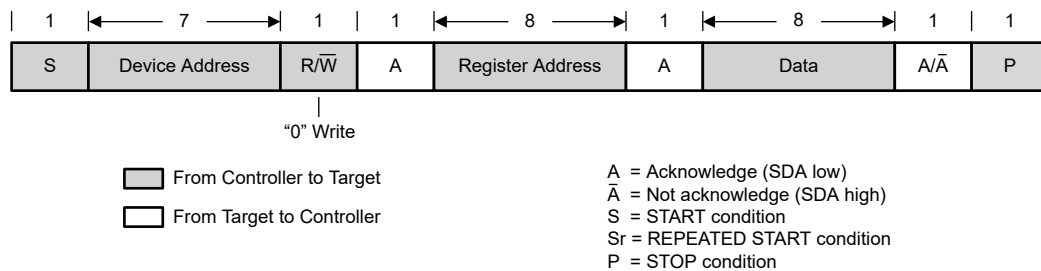 1 7 1 1 8 1 8 1 1
S Device Address R/W̅ A Register Address A Data A/A̅ P
“0” Write
From Controller to Target
From Target to Controller
A = Acknowledge (SDA low)
A̅ = Not acknowledge (SDA high)
S = START condition
Sr = REPEATED START condition
P = STOP condition